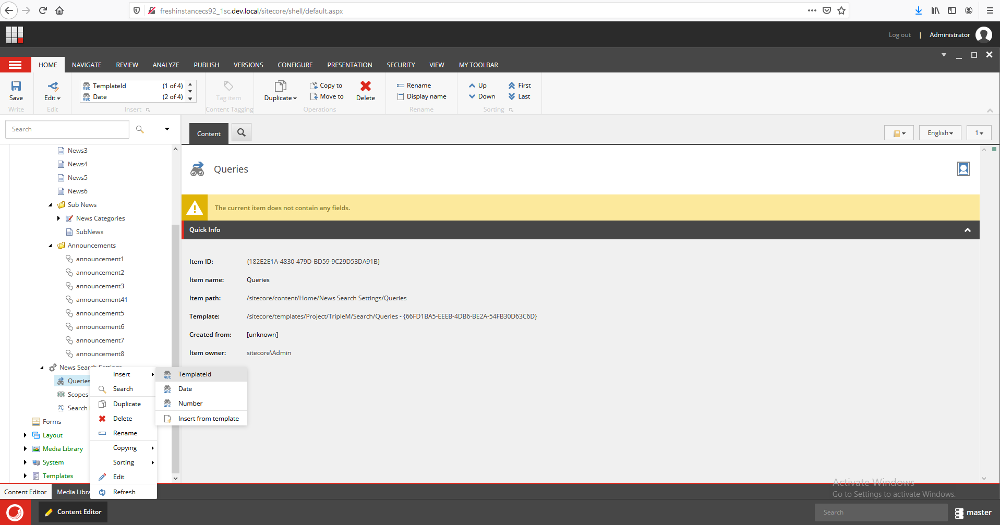 freshinstancecs92_1sc.dev.local/sitecore/shell/default.aspx
Log out | Administrator
HOME NAVIGATE REVIEW ANALYZE PUBLISH VERSIONS CONFIGURE PRESENTATION SECURITY VIEW MY TOOLBAR
TemplateId (1 of 4)
Date (2 of 4)
Save
Edit
Tag item
Duplicate
Copy to
Move to
Delete
Rename
Display name
Up
Down
First
Last
Write
Edit
Insert
Content Tagging
Operations
Rename
Sorting
Search
Content
English
1
News3
News4
News5
News6
Sub News
News Categories
SubNews
Announcements
announcement1
announcement2
announcement3
announcement41
announcement5
announcement6
announcement7
announcement8
News Search Settings
Queries
Scopes
Search
Forms
Layout
Media Library
System
Templates
Insert
Search
Duplicate
Delete
Rename
Copying
Sorting
Edit
Refresh
TemplateId
Date
Number
Insert from template
Queries
The current item does not contain any fields.
Quick Info
Item ID: {182E2E1A-4830-479D-BD59-9C29D53DA91B}
Item name: Queries
Item path: /sitecore/content/Home/News Search Settings/Queries
Template: /sitecore/templates/Project/TripleM/Search/Queries - {66FD1BA5-EEEB-4DB6-BE2A-54FB30D63C6D}
Created from: [unknown]
Item owner: sitecore\Admin
Activate Windows
Go to Settings to activate Windows.
Content Editor
Media Libra
Content Editor
Search
master